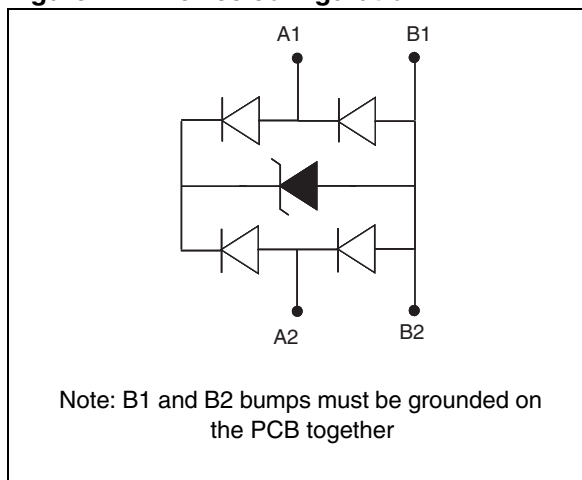 A1 B1
A2 B2
Note: B1 and B2 bumps must be grounded on
the PCB together